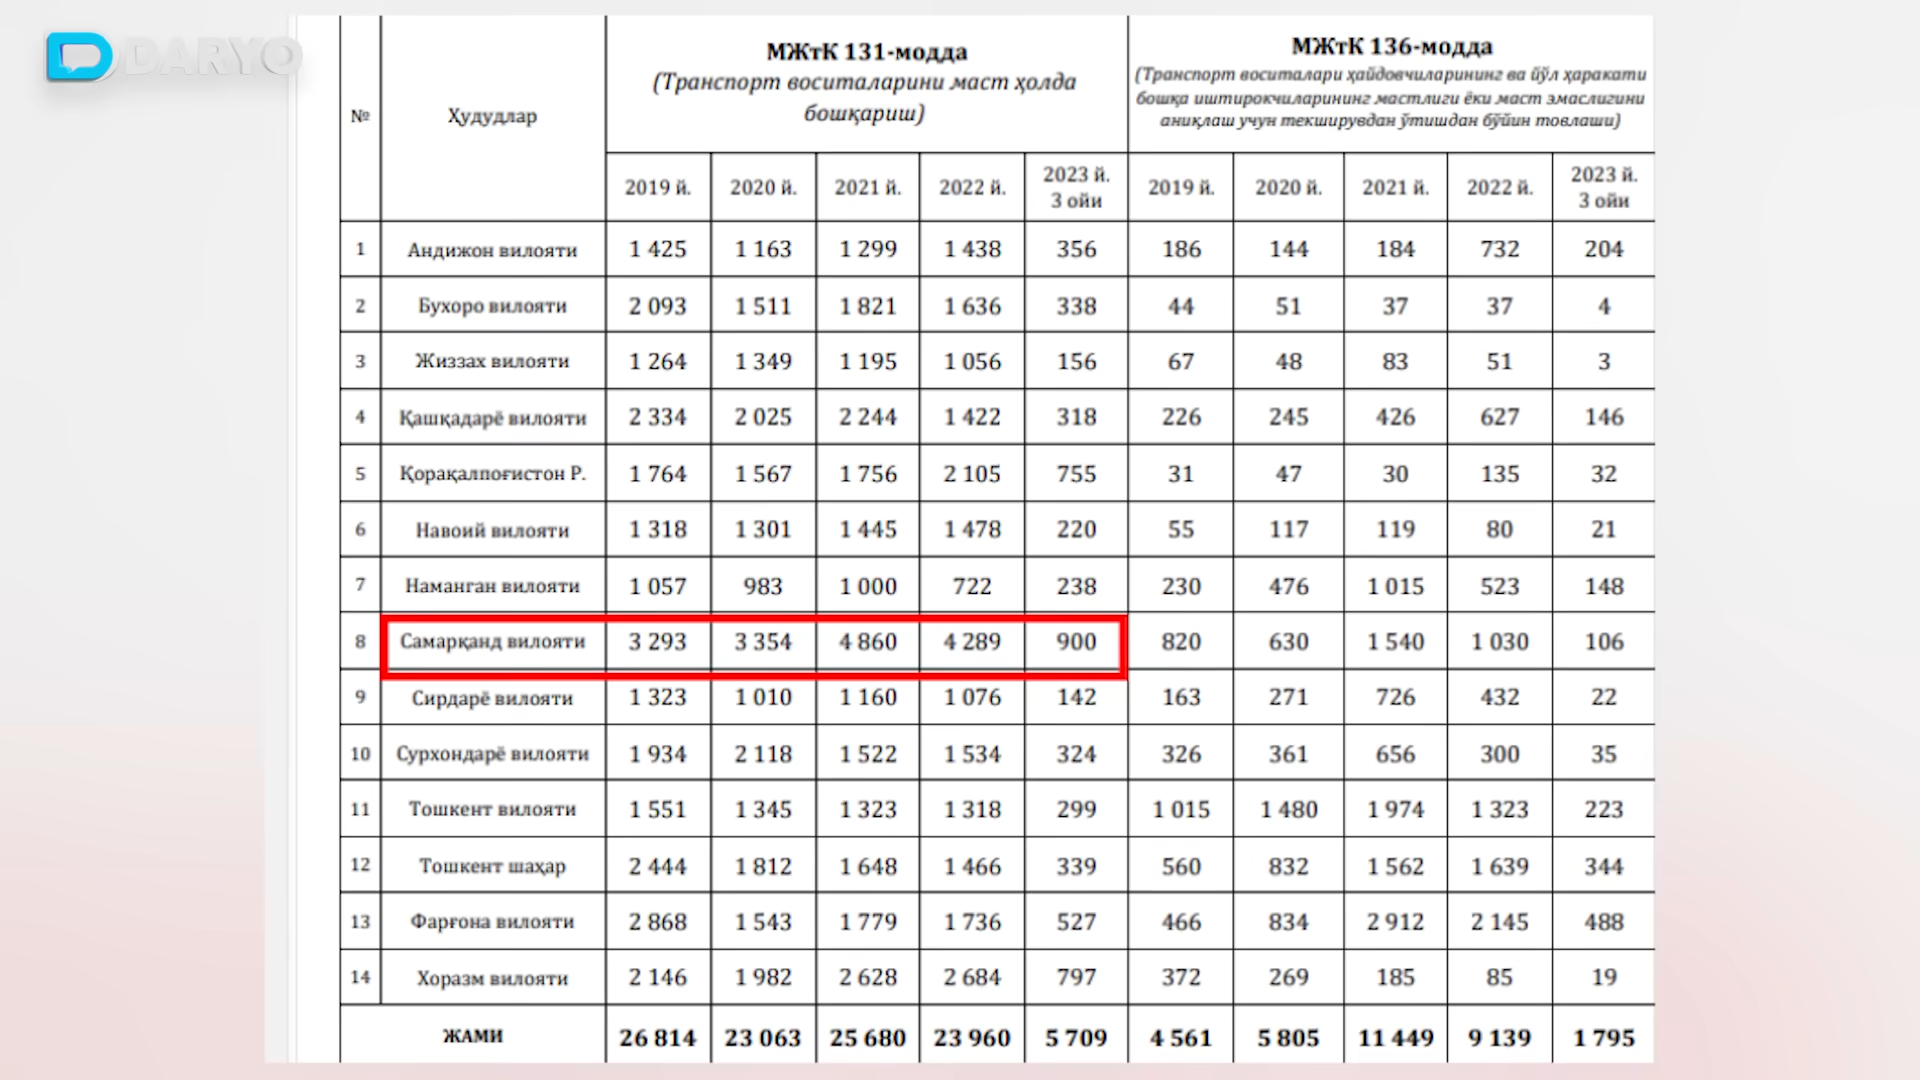 DARYO
№
Ҳудудлар
МЖтК 131-модда
(Транспорт воситаларини маст ҳолда
бошқариш)
МЖтК 136-модда
(Транспорт воситалари ҳайдовчиларининг ва йўл ҳаракати
бошқа иштирокчиларининг мастлиги ёки маст эмаслигини
аниқлаш учун текширувдан ўтишдан бўйин товлаши)
2019 й. 2020 й. 2021 й. 2022 й. 2023 й. 3 ойи 2019 й. 2020 й. 2021 й. 2022 й. 2023 й. 3 ойи
1 Андижон вилояти 1 425 1 163 1 299 1 438 356 186 144 184 732 204
2 Бухоро вилояти 2 093 1 511 1 821 1 636 338 44 51 37 37 4
3 Жиззах вилояти 1 264 1 349 1 195 1 056 156 67 48 83 51 3
4 Қашқадарё вилояти 2 334 2 025 2 244 1 422 318 226 245 426 627 146
5 Қорақалпоғистон Р. 1 764 1 567 1 756 2 105 755 31 47 30 135 32
6 Навоий вилояти 1 318 1 301 1 445 1 478 220 55 117 119 80 21
7 Наманган вилояти 1 057 983 1 000 722 238 230 476 1 015 523 148
8 Самарқанд вилояти 3 293 3 354 4 860 4 289 900 820 630 1 540 1 030 106
9 Сирдарё вилояти 1 323 1 010 1 160 1 076 142 163 271 726 432 22
10 Сурхондарё вилояти 1 934 2 118 1 522 1 534 324 326 361 656 300 35
11 Тошкент вилояти 1 551 1 345 1 323 1 318 299 1 015 1 480 1 974 1 323 223
12 Тошкент шаҳар 2 444 1 812 1 648 1 466 339 560 832 1 562 1 639 344
13 Фарғона вилояти 2 868 1 543 1 779 1 736 527 466 834 2 912 2 145 488
14 Хоразм вилояти 2 146 1 982 2 628 2 684 797 372 269 185 85 19
ЖАМИ 26 814 23 063 25 680 23 960 5 709 4 561 5 805 11 449 9 139 1 795